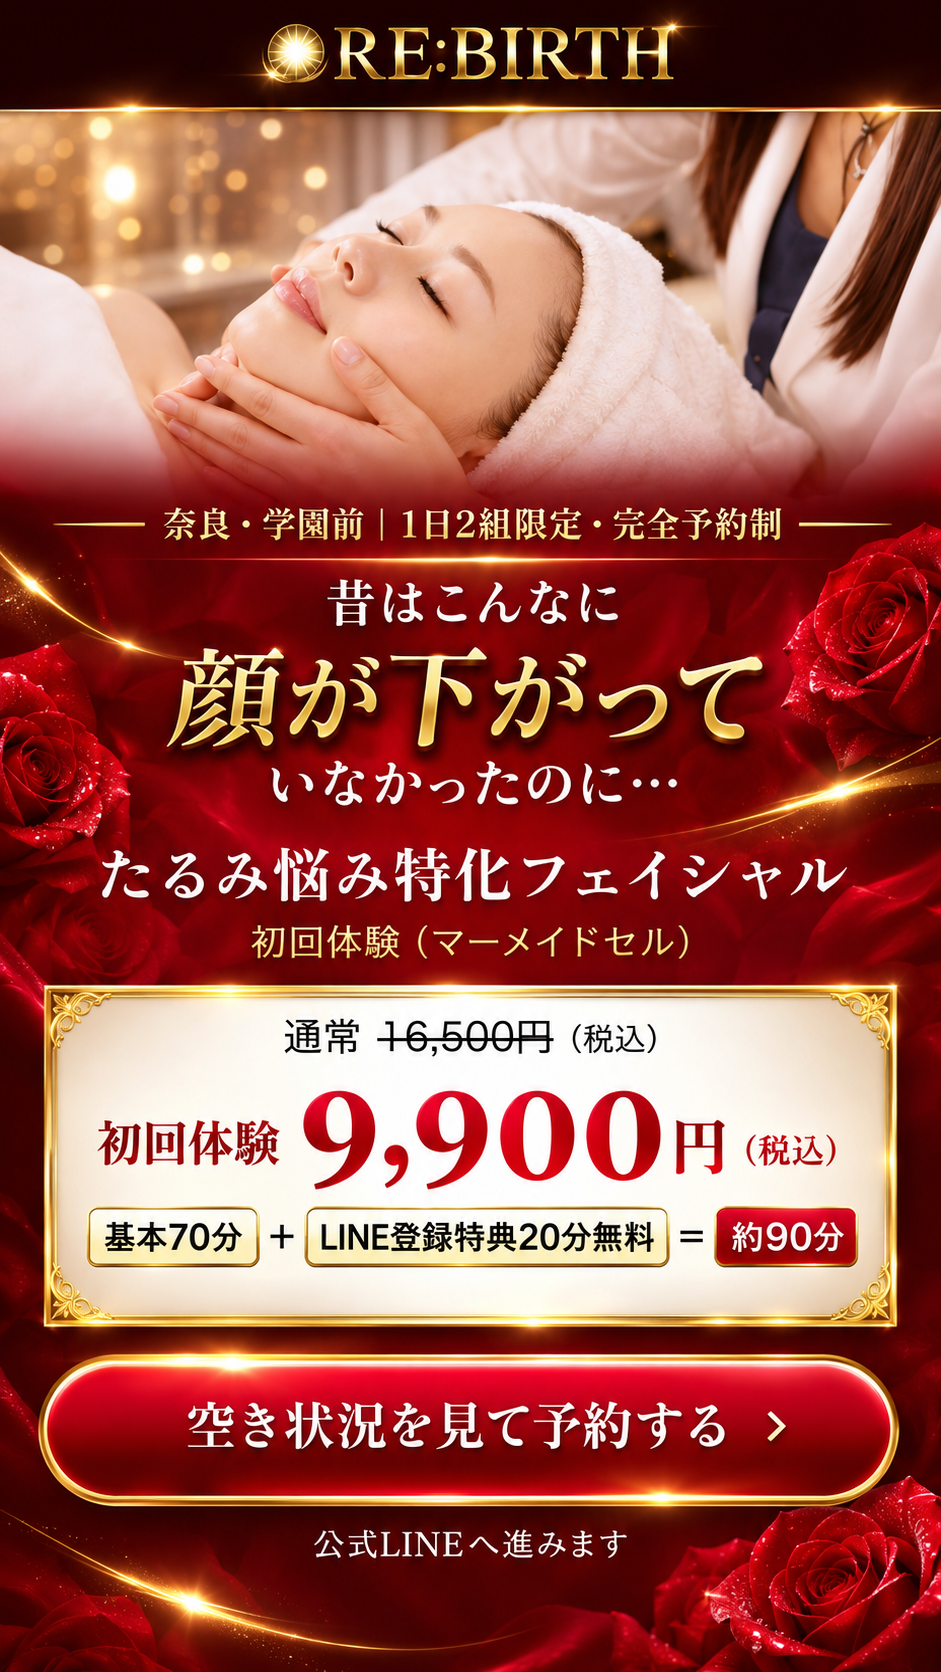 RE:BIRTH
奈良・学園前｜1日2組限定・完全予約制
昔はこんなに
顔が下がって
いなかったのに…
たるみ悩み特化フェイシャル
初回体験（マーメイドセル）
通常 16,500円（税込）
初回体験 9,900円（税込）
基本70分 + LINE登録特典20分無料 = 約90分
空き状況を見て予約する >
公式LINEへ進みます